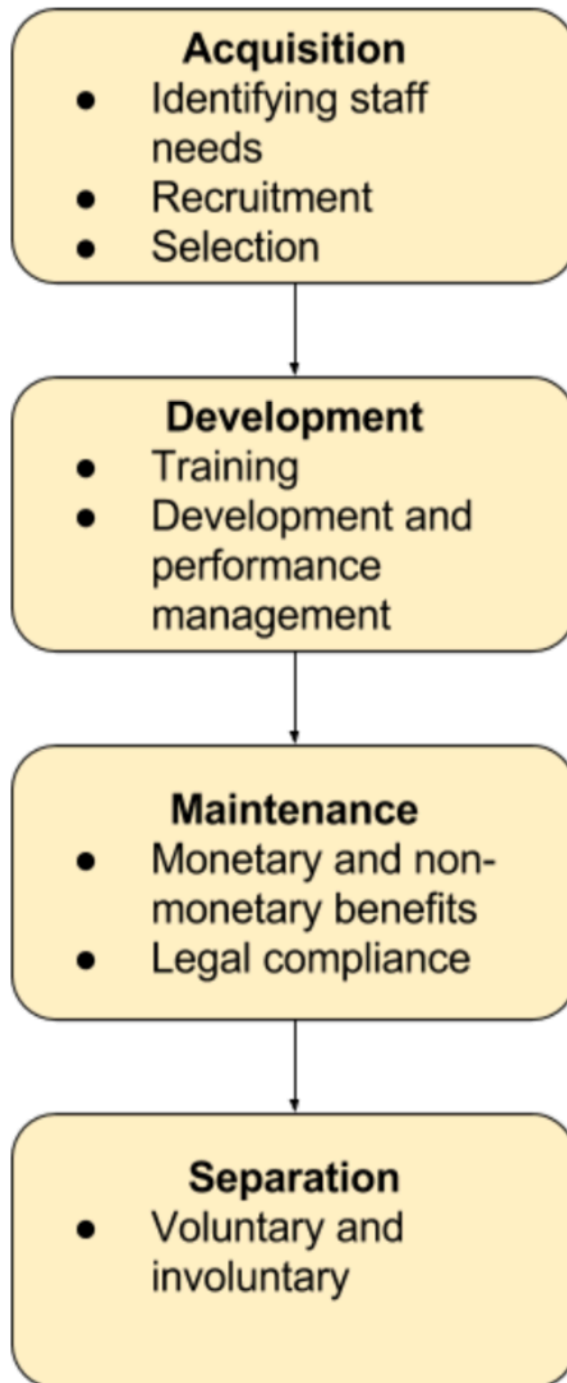 Acquisition
● Identifying staff
needs
● Recruitment
● Selection
Development
● Training
● Development and
performance
management
Maintenance
● Monetary and non-
monetary benefits
● Legal compliance
Separation
● Voluntary and
involuntary